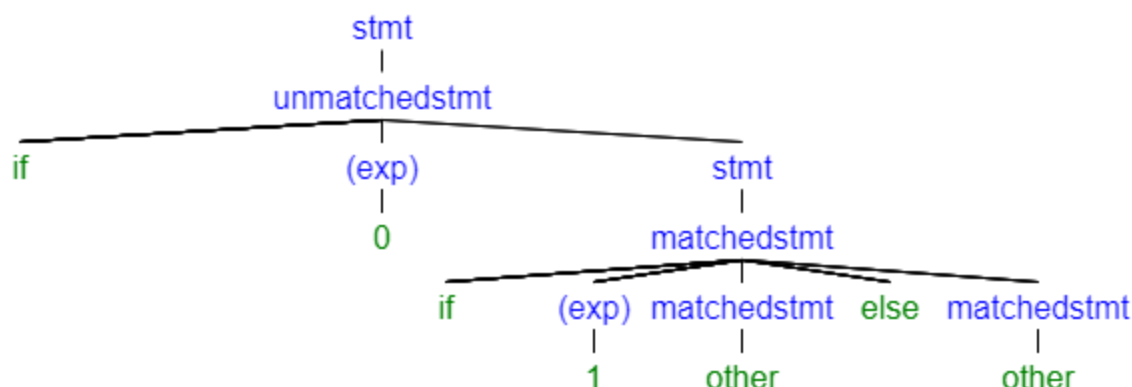 stmt
unmatchedstmt
if (exp) stmt
0 matchedstmt
if (exp) matchedstmt else matchedstmt
1 other other